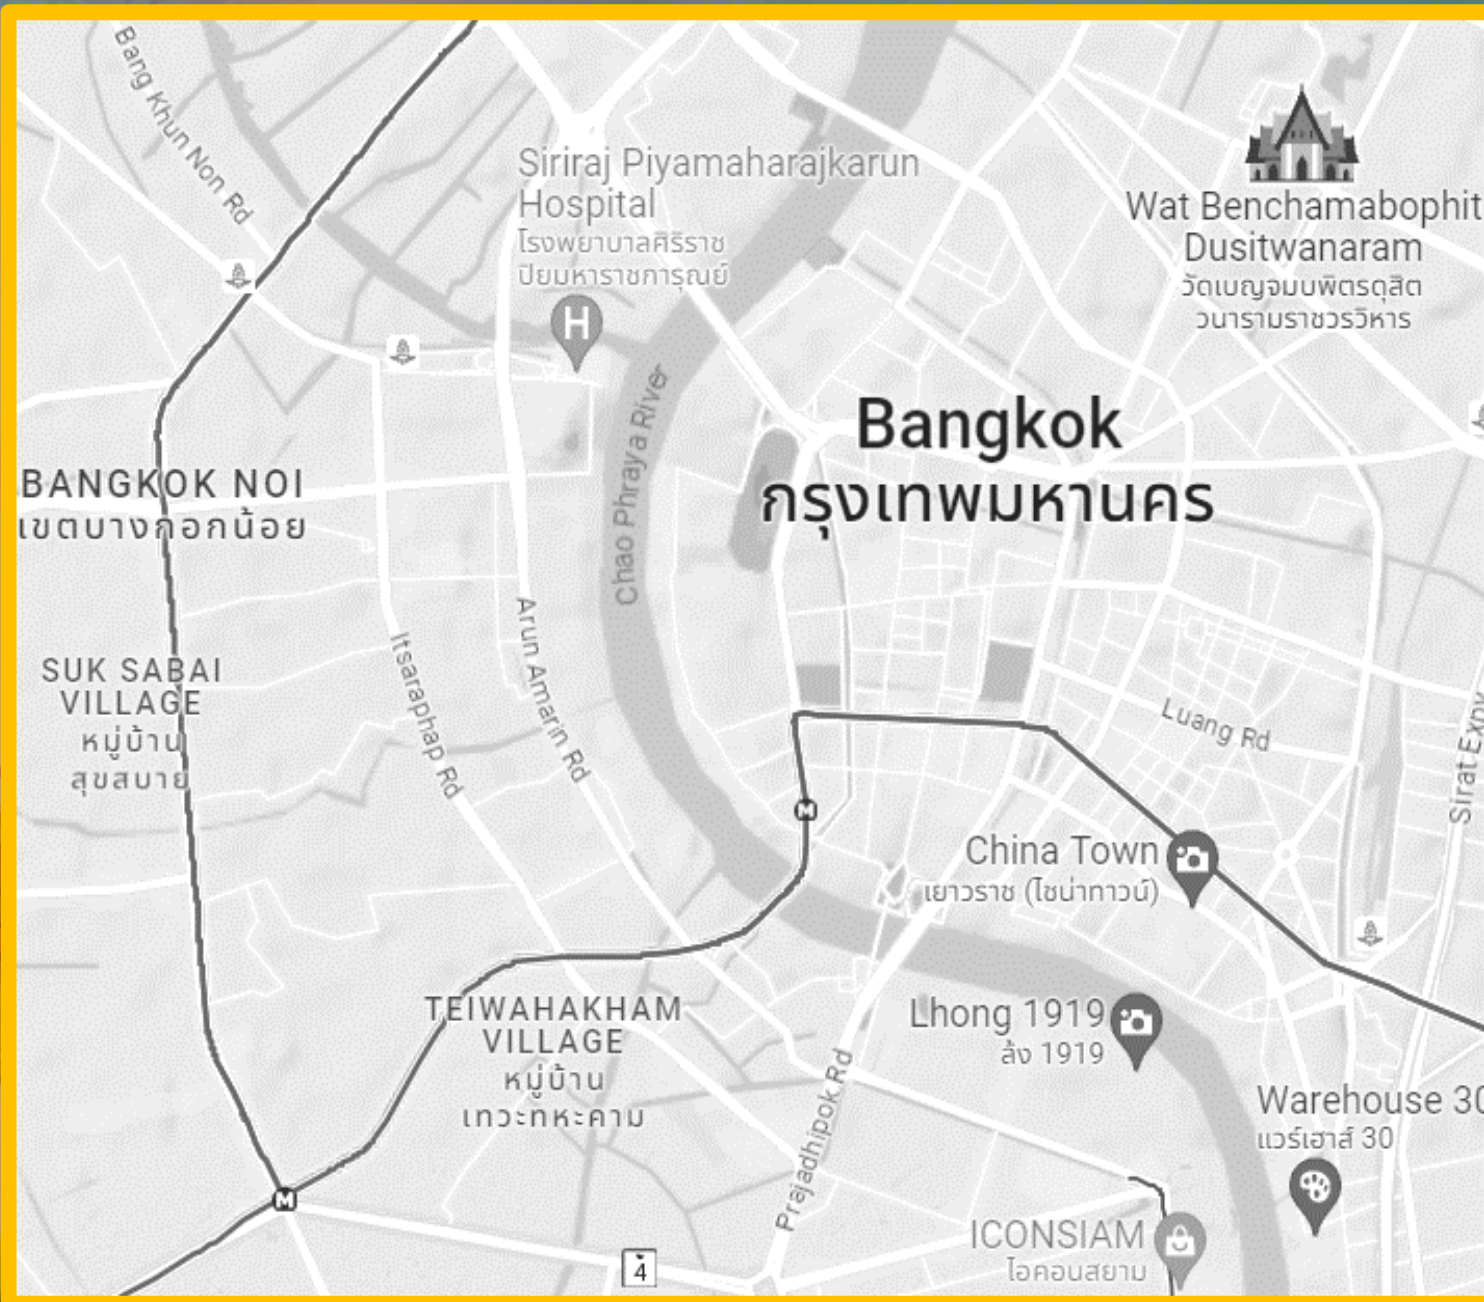 Bang Khun Non Rd
Siriraj Piyamaharajkarun
Hospital
โรงพยาบาลศิริราช
ปิยมหาราชการุณย์
H
Wat Benchamabophit
Dusitwanaram
วัดเบญจมบพิตรดุสิต
วนารามราชวรวิหาร
Chao Phraya River
Bangkok
กรุงเทพมหานคร
BANGKOK NOI
เขตบางกอกน้อย
SUK SABAI
VILLAGE
หมู่บ้าน
สุขสบาย
Itsaraphap Rd
Arun Amarin Rd
Luang Rd
Sirat Expy
M
China Town
เยาวราช (ไชน่าทาวน์)
TEIWAHAKHAM
VILLAGE
หมู่บ้าน
เทวะทหะคาม
Lhong 1919
ล้ง 1919
Prajadhipok Rd
Warehouse 30
แวร์เฮาส์ 30
M
ICONSIAM
ไอคอนสยาม
4